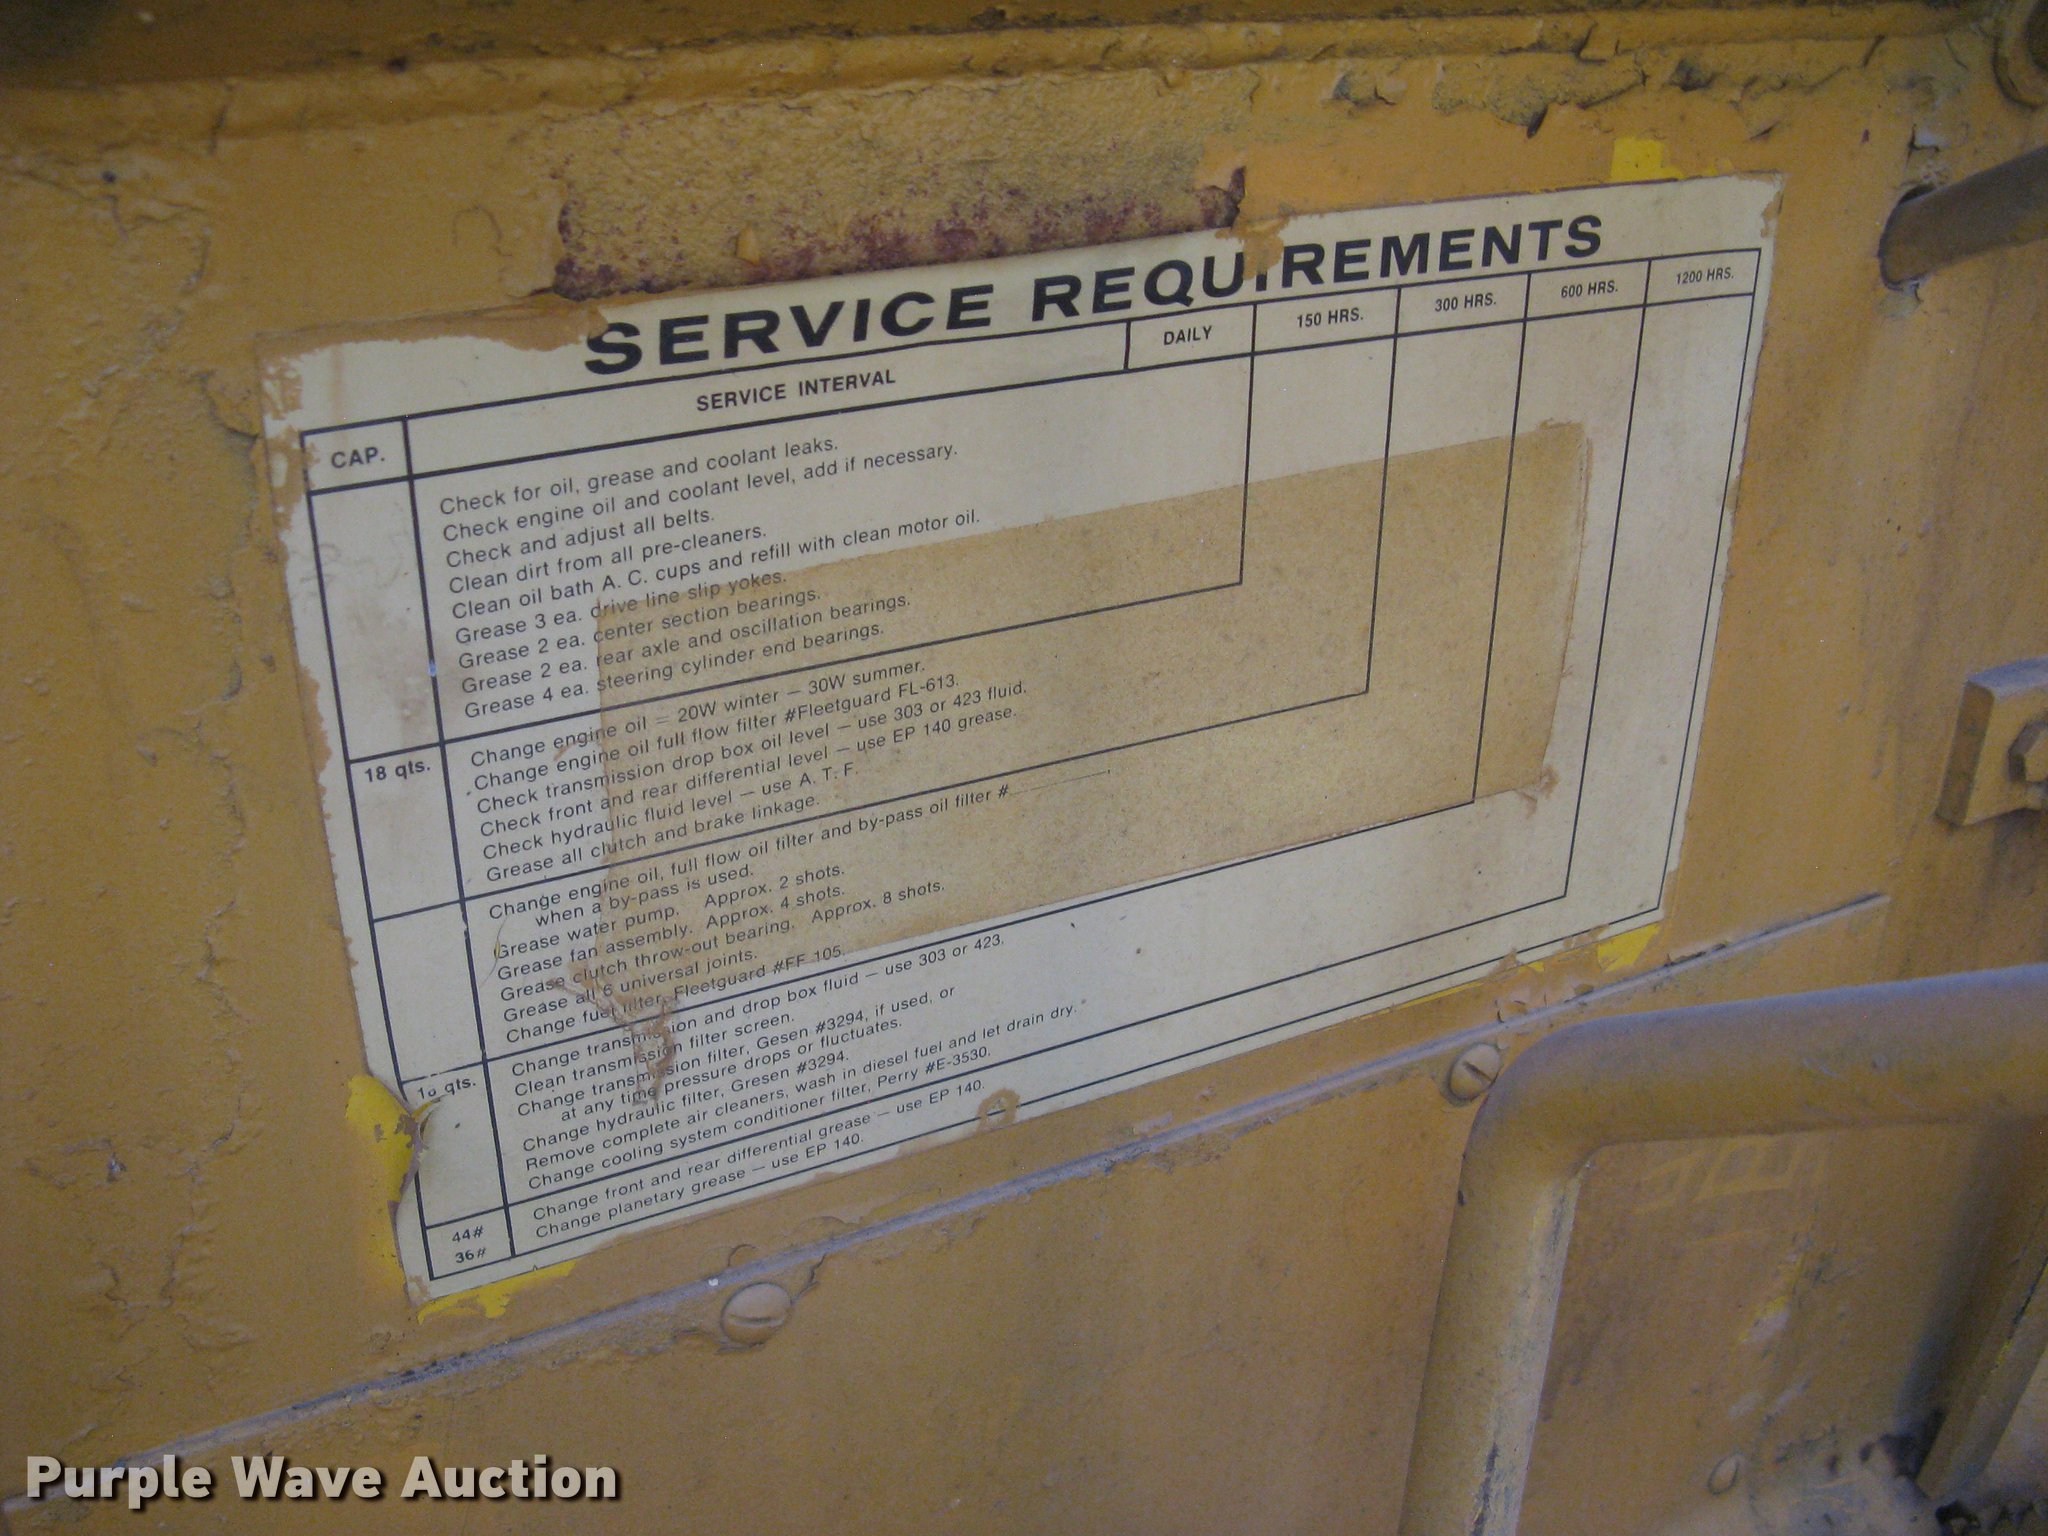 SERVICE REQUIREMENTS
CAP. SERVICE INTERVAL DAILY 150 HRS. 300 HRS. 600 HRS. 1200 HRS.
Check for oil, grease and coolant leaks.
Check engine oil and coolant level, add if necessary.
Check and adjust all belts.
Clean dirt from all pre-cleaners.
Clean oil bath A. C. cups and refill with clean motor oil.
Grease 3 ea. drive line slip yokes.
Grease 2 ea. center section bearings.
Grease 2 ea. rear axle and oscillation bearings.
Grease 4 ea. steering cylinder end bearings.
18 qts. Change engine oil = 20W winter — 30W summer.
Change engine oil full flow filter #Fleetguard FL-613.
Check transmission drop box oil level — use 303 or 423 fluid.
Check front and rear differential level — use EP 140 grease.
Check hydraulic fluid level — use A. T. F.
Grease all clutch and brake linkage.
Change engine oil, full flow oil filter and by-pass oil filter #
when a by-pass is used.
Grease water pump. Approx. 2 shots.
Grease fan assembly. Approx. 4 shots.
Grease clutch throw-out bearing. Approx. 8 shots.
Grease all 6 universal joints.
Change fuel filter, Fleetguard #FF 105.
qts. Change transmission and drop box fluid — use 303 or 423.
Clean transmission filter screen.
Change transmission filter, Gesen #3294, if used, or
at any time pressure drops or fluctuates.
Change hydraulic filter, Gresen #3294.
Remove complete air cleaners, wash in diesel fuel and let drain dry.
Change cooling system conditioner filter, Perry #E-3530.
44# Change front and rear differential grease — use EP 140.
36# Change planetary grease — use EP 140.
Purple Wave Auction